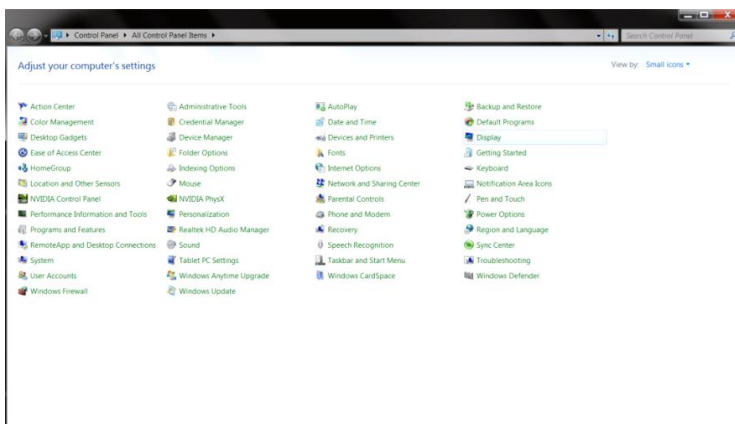 Control Panel All Control Panel Items Search Control Panel
Adjust your computer's settings View by: Small icons
Action Center Administrative Tools AutoPlay Backup and Restore
Color Management Credential Manager Date and Time Default Programs
Desktop Gadgets Device Manager Devices and Printers Display
Ease of Access Center Folder Options Fonts Getting Started
HomeGroup Indexing Options Internet Options Keyboard
Location and Other Sensors Mouse Network and Sharing Center Notification Area Icons
NVIDIA Control Panel NVIDIA PhysX Parental Controls Pen and Touch
Performance Information and Tools Personalization Phone and Modem Power Options
Programs and Features Realtek HD Audio Manager Recovery Region and Language
RemoteApp and Desktop Connections Sound Speech Recognition Sync Center
System Tablet PC Settings Taskbar and Start Menu Troubleshooting
User Accounts Windows Anytime Upgrade Windows CardSpace Windows Defender
Windows Firewall Windows Update